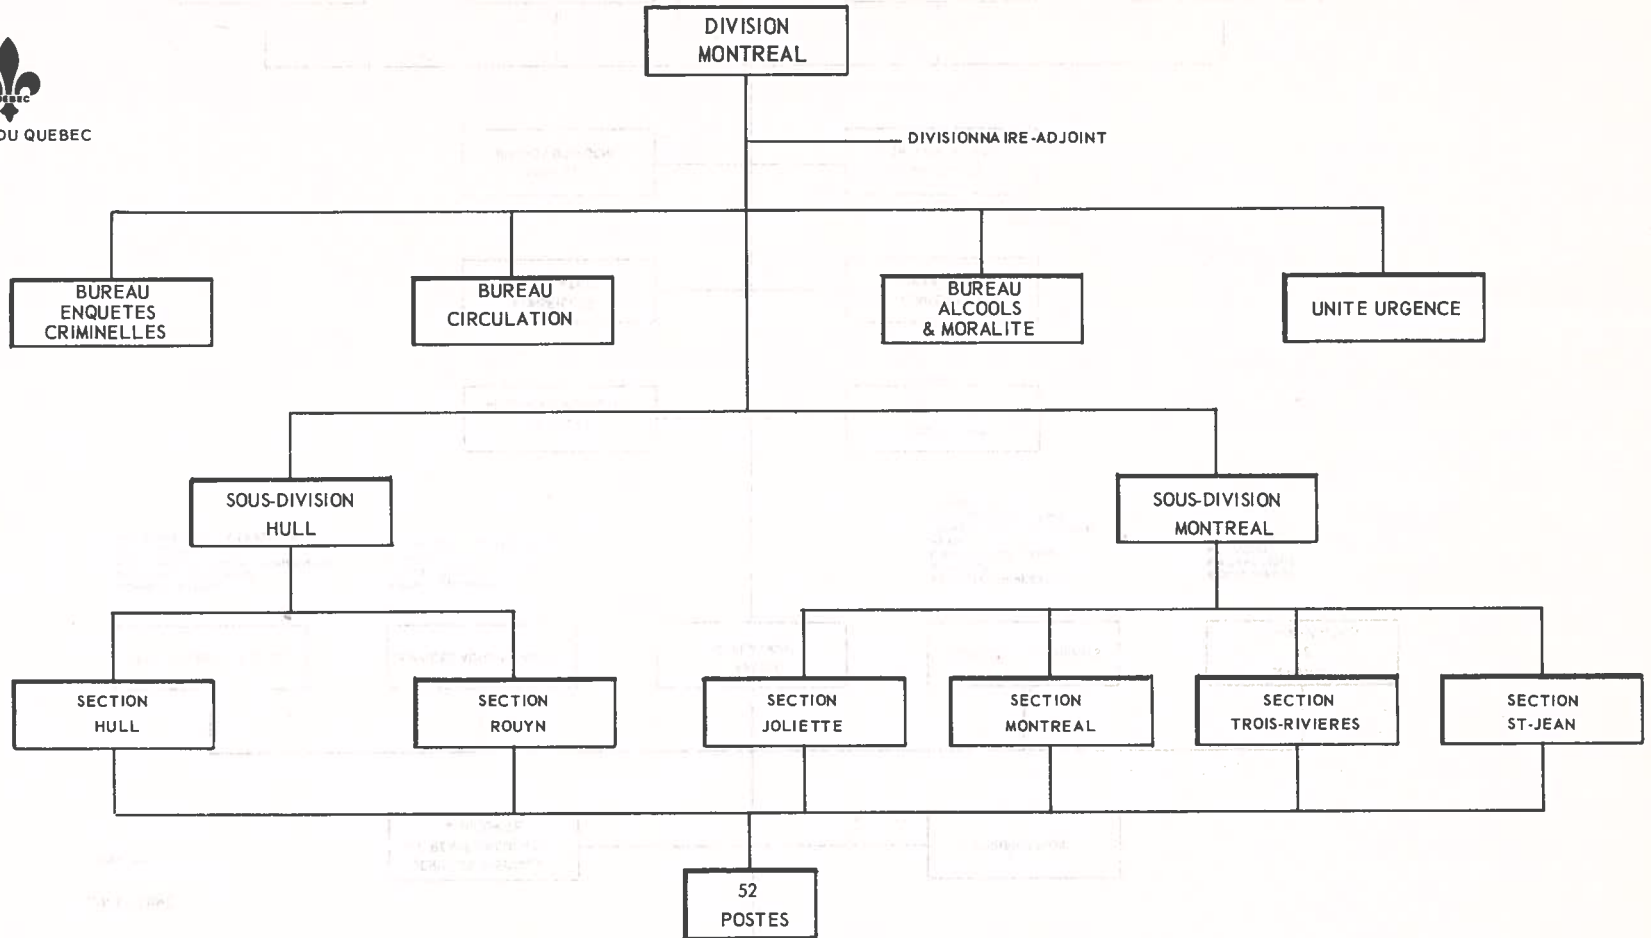 DIVISION
MONTREAL
DU QUEBEC
DIVISIONNAIRE-ADJOINT
BUREAU
ENQUETES
CRIMINELLES
BUREAU
CIRCULATION
BUREAU
ALCOOLS
& MORALITE
UNITE URGENCE
SOUS-DIVISION
HULL
SOUS-DIVISION
MONTREAL
SECTION
HULL
SECTION
ROUYN
SECTION
JOLIETTE
SECTION
MONTREAL
SECTION
TROIS-RIVIERES
SECTION
ST-JEAN
52
POSTES